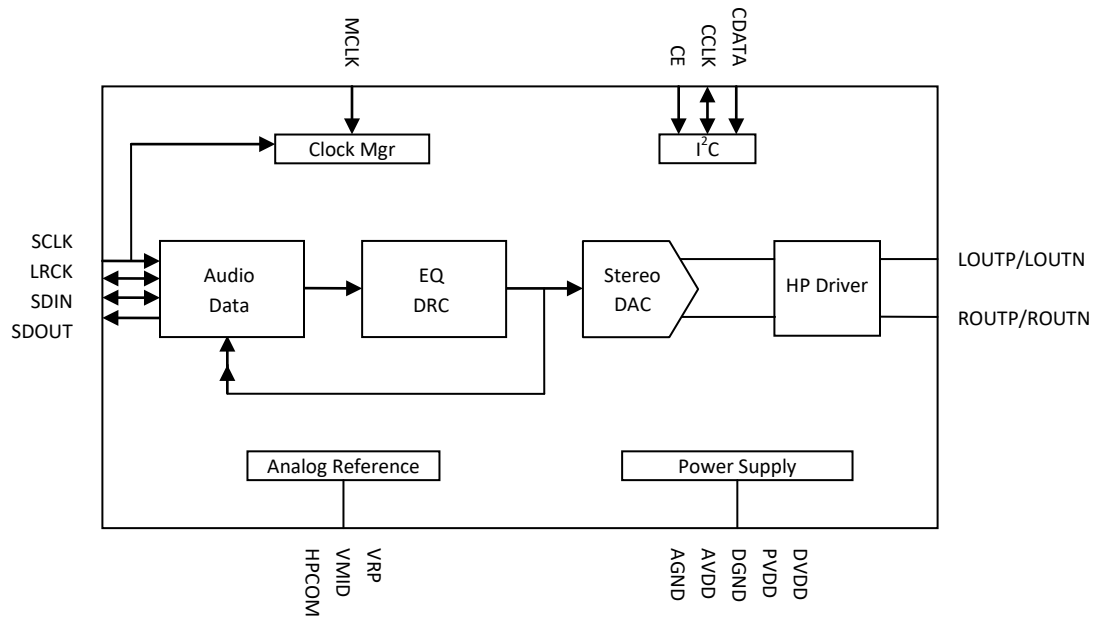 MCLK
CE
CCLK
CDATA
Clock Mgr
I²C
SCLK
LRCK
SDIN
SDOUT
Audio
Data
EQ
DRC
Stereo
DAC
HP Driver
LOUTP/LOUTN
ROUTP/ROUTN
Analog Reference
Power Supply
HPCOM
VMID
VRP
AGND
AVDD
DGND
PVDD
DVDD